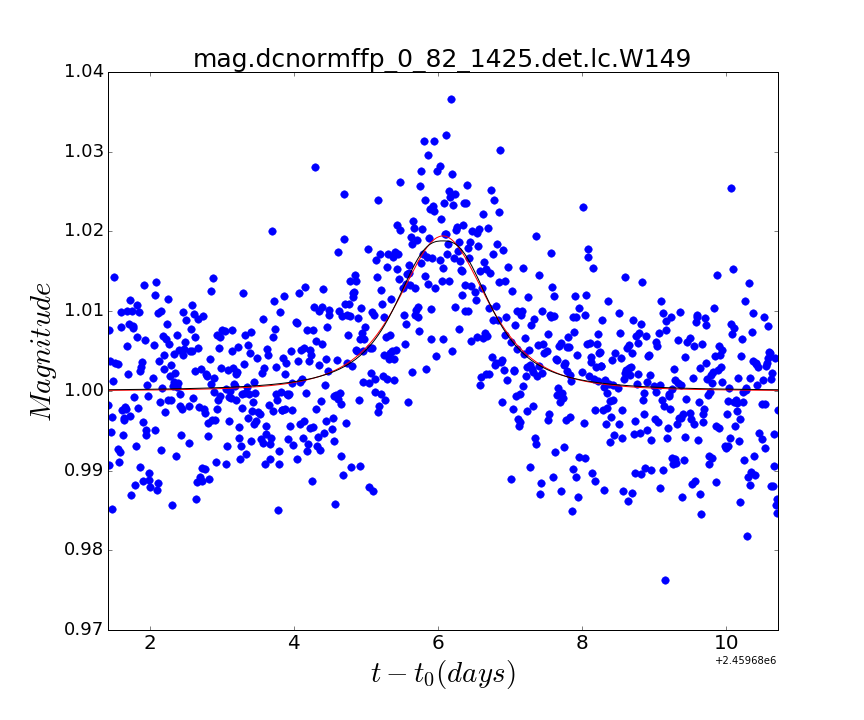 mag.dcnormffp_0_82_1425.det.lc.W149
1.04
1.03
1.02
1.01
1.00
0.99
0.98
0.97
Magnitude
2 4 6 8 10
+2.45968e6
t − t₀(days)